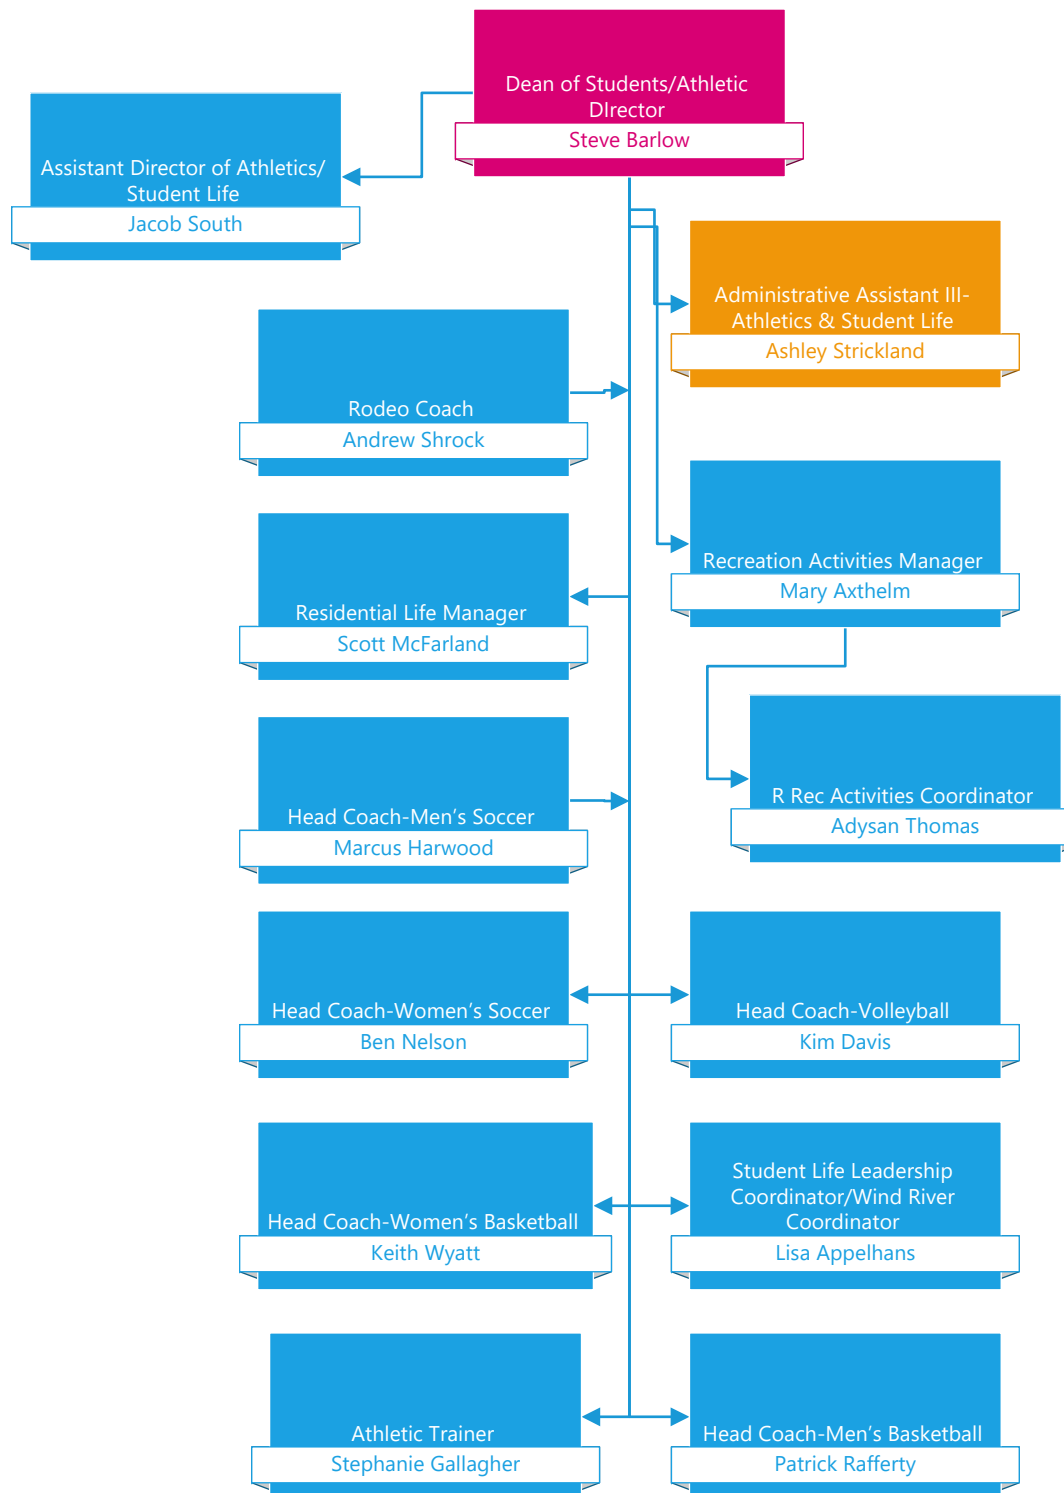 Dean of Students/Athletic
DIrector
Steve Barlow
Assistant Director of Athletics/
Student Life
Jacob South
Administrative Assistant III-
Athletics & Student Life
Ashley Strickland
Rodeo Coach
Andrew Shrock
Recreation Activities Manager
Mary Axthelm
Residential Life Manager
Scott McFarland
R Rec Activities Coordinator
Adysan Thomas
Head Coach-Men’s Soccer
Marcus Harwood
Head Coach-Women’s Soccer
Ben Nelson
Head Coach-Volleyball
Kim Davis
Head Coach-Women’s Basketball
Keith Wyatt
Student Life Leadership
Coordinator/Wind River
Coordinator
Lisa Appelhans
Athletic Trainer
Stephanie Gallagher
Head Coach-Men’s Basketball
Patrick Rafferty